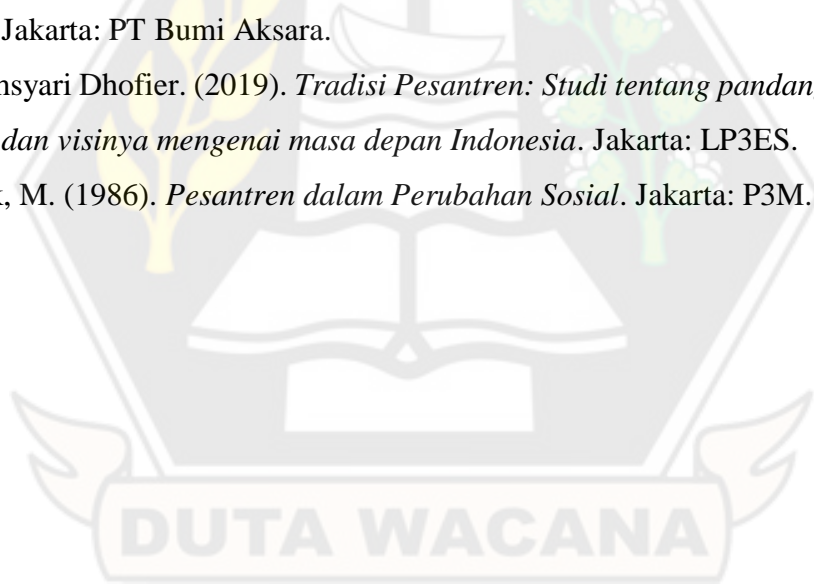 Jakarta: PT Bumi Aksara.
nsyari Dhofier. (2019). Tradisi Pesantren: Studi tentang pandang
dan visinya mengenai masa depan Indonesia. Jakarta: LP3ES.
k, M. (1986). Pesantren dalam Perubahan Sosial. Jakarta: P3M.
DUTA WACANA